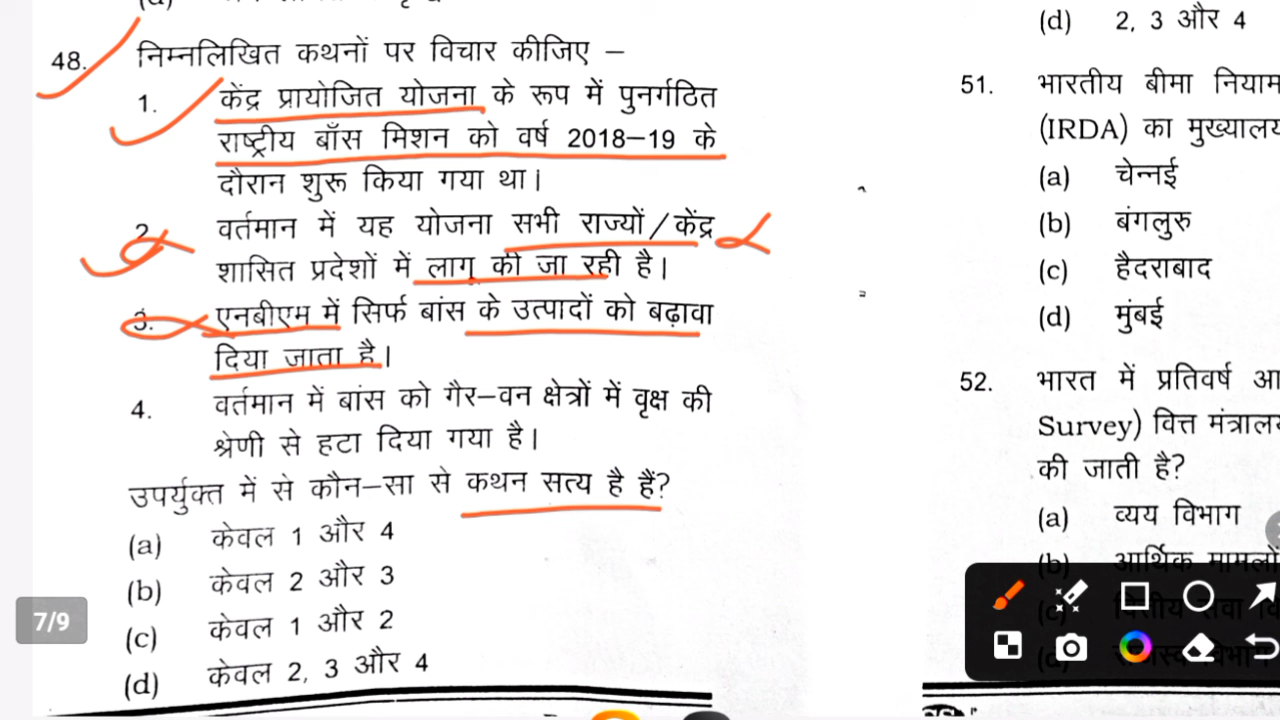 48. निम्नलिखित कथनों पर विचार कीजिए –
1. केंद्र प्रायोजित योजना के रूप में पुनर्गठित
राष्ट्रीय बाँस मिशन को वर्ष 2018–19 के
दौरान शुरू किया गया था।
2. वर्तमान में यह योजना सभी राज्यों/केंद्र
शासित प्रदेशों में लागू की जा रही है।
3. एनबीएम में सिर्फ बांस के उत्पादों को बढ़ावा
दिया जाता है।
4. वर्तमान में बांस को गैर–वन क्षेत्रों में वृक्ष की
श्रेणी से हटा दिया गया है।
उपर्युक्त में से कौन–सा से कथन सत्य है हैं?
(a) केवल 1 और 4
(b) केवल 2 और 3
(c) केवल 1 और 2
(d) केवल 2, 3 और 4
7/9
(d) 2, 3 और 4
51. भारतीय बीमा नियाम
(IRDA) का मुख्यालय
(a) चेन्नई
(b) बंगलुरु
(c) हैदराबाद
(d) मुंबई
52. भारत में प्रतिवर्ष आ
Survey) वित्त मंत्रालय
की जाती है?
(a) व्यय विभाग
(b) आर्थिक मामलों
(c)
(d)